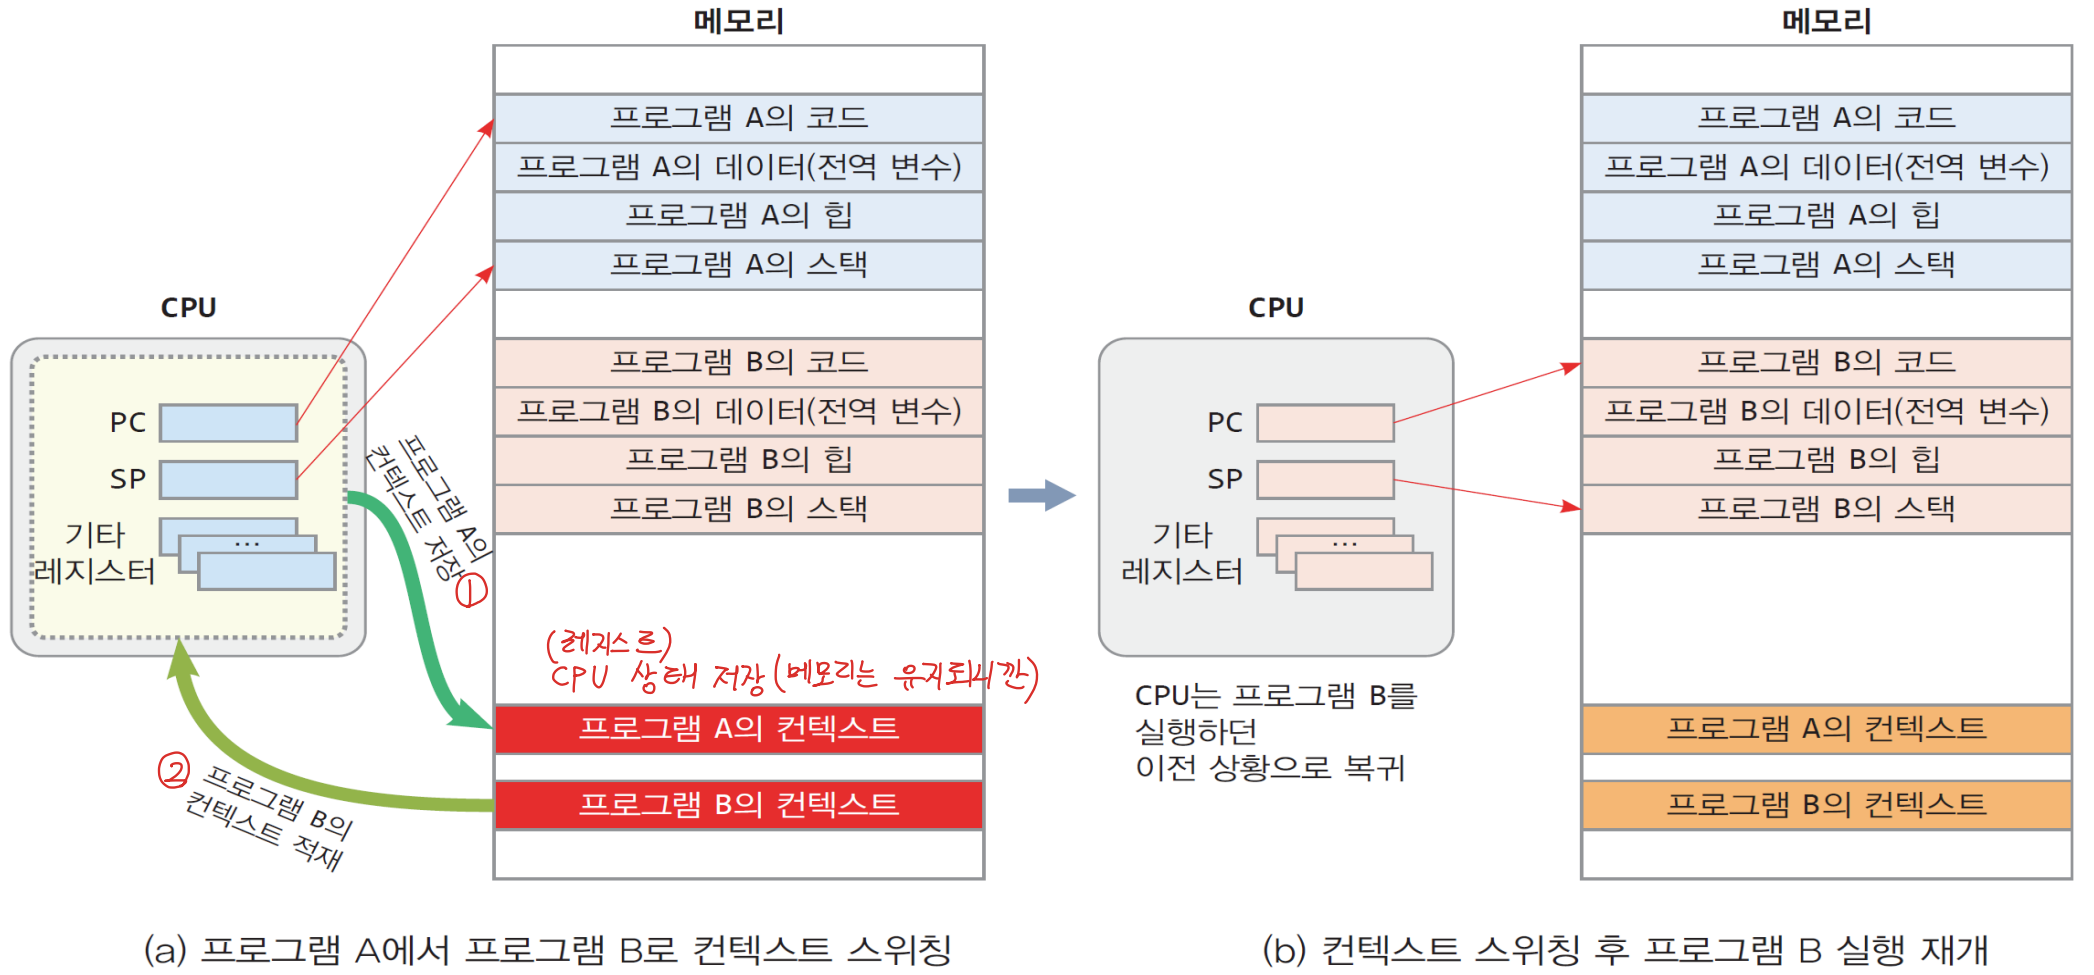 메모리
프로그램 A의 코드
프로그램 A의 데이터(전역 변수)
프로그램 A의 힙
프로그램 A의 스택
프로그램 B의 코드
프로그램 B의 데이터(전역 변수)
프로그램 B의 힙
프로그램 B의 스택
CPU
PC
SP
기타
레지스터
...
프로그램 A의
컨텍스트 저장
①
(레지스트)
CPU 상태 저장(메모리는 유지되니깐)
프로그램 A의 컨텍스트
프로그램 B의 컨텍스트
②
프로그램 B의
컨텍스트 적재
(a) 프로그램 A에서 프로그램 B로 컨텍스트 스위칭
메모리
프로그램 A의 코드
프로그램 A의 데이터(전역 변수)
프로그램 A의 힙
프로그램 A의 스택
프로그램 B의 코드
프로그램 B의 데이터(전역 변수)
프로그램 B의 힙
프로그램 B의 스택
CPU
PC
SP
기타
레지스터
...
CPU는 프로그램 B를
실행하던
이전 상황으로 복귀
프로그램 A의 컨텍스트
프로그램 B의 컨텍스트
(b) 컨텍스트 스위칭 후 프로그램 B 실행 재개